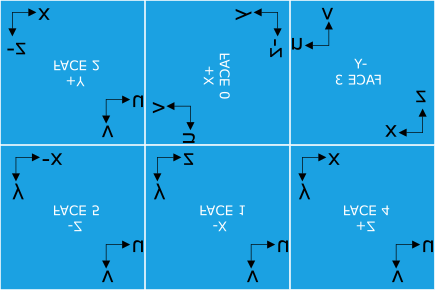 X
-Z
FACE 2
+Y
u
v
Y
-Z
FACE 0
+X
v
u
v
u
-Y
FACE 3
Z
X
-X
Y
FACE 5
-Z
u
v
Z
Y
FACE 1
-X
u
v
X
Y
FACE 4
+Z
u
v